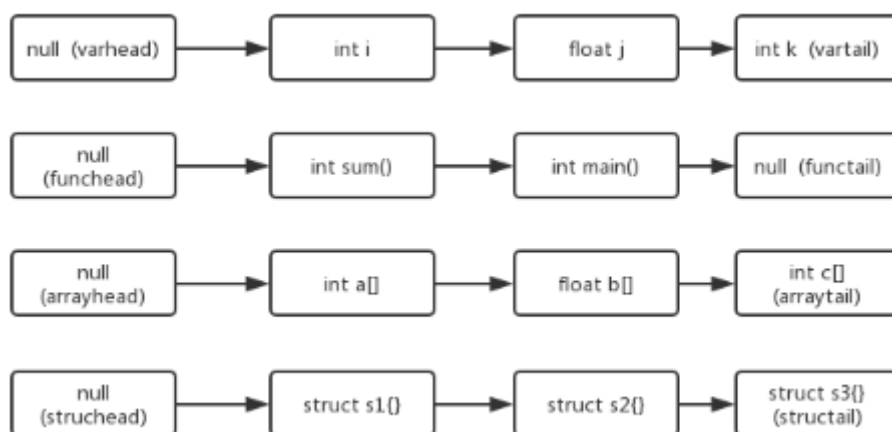 null (varhead)
int i
float j
int k (vartail)
null
(funchead)
int sum()
int main()
null (functail)
null
(arrayhead)
int a[]
float b[]
int c[]
(arraytail)
null
(struchead)
struct s1{}
struct s2{}
struct s3{}
(structail)